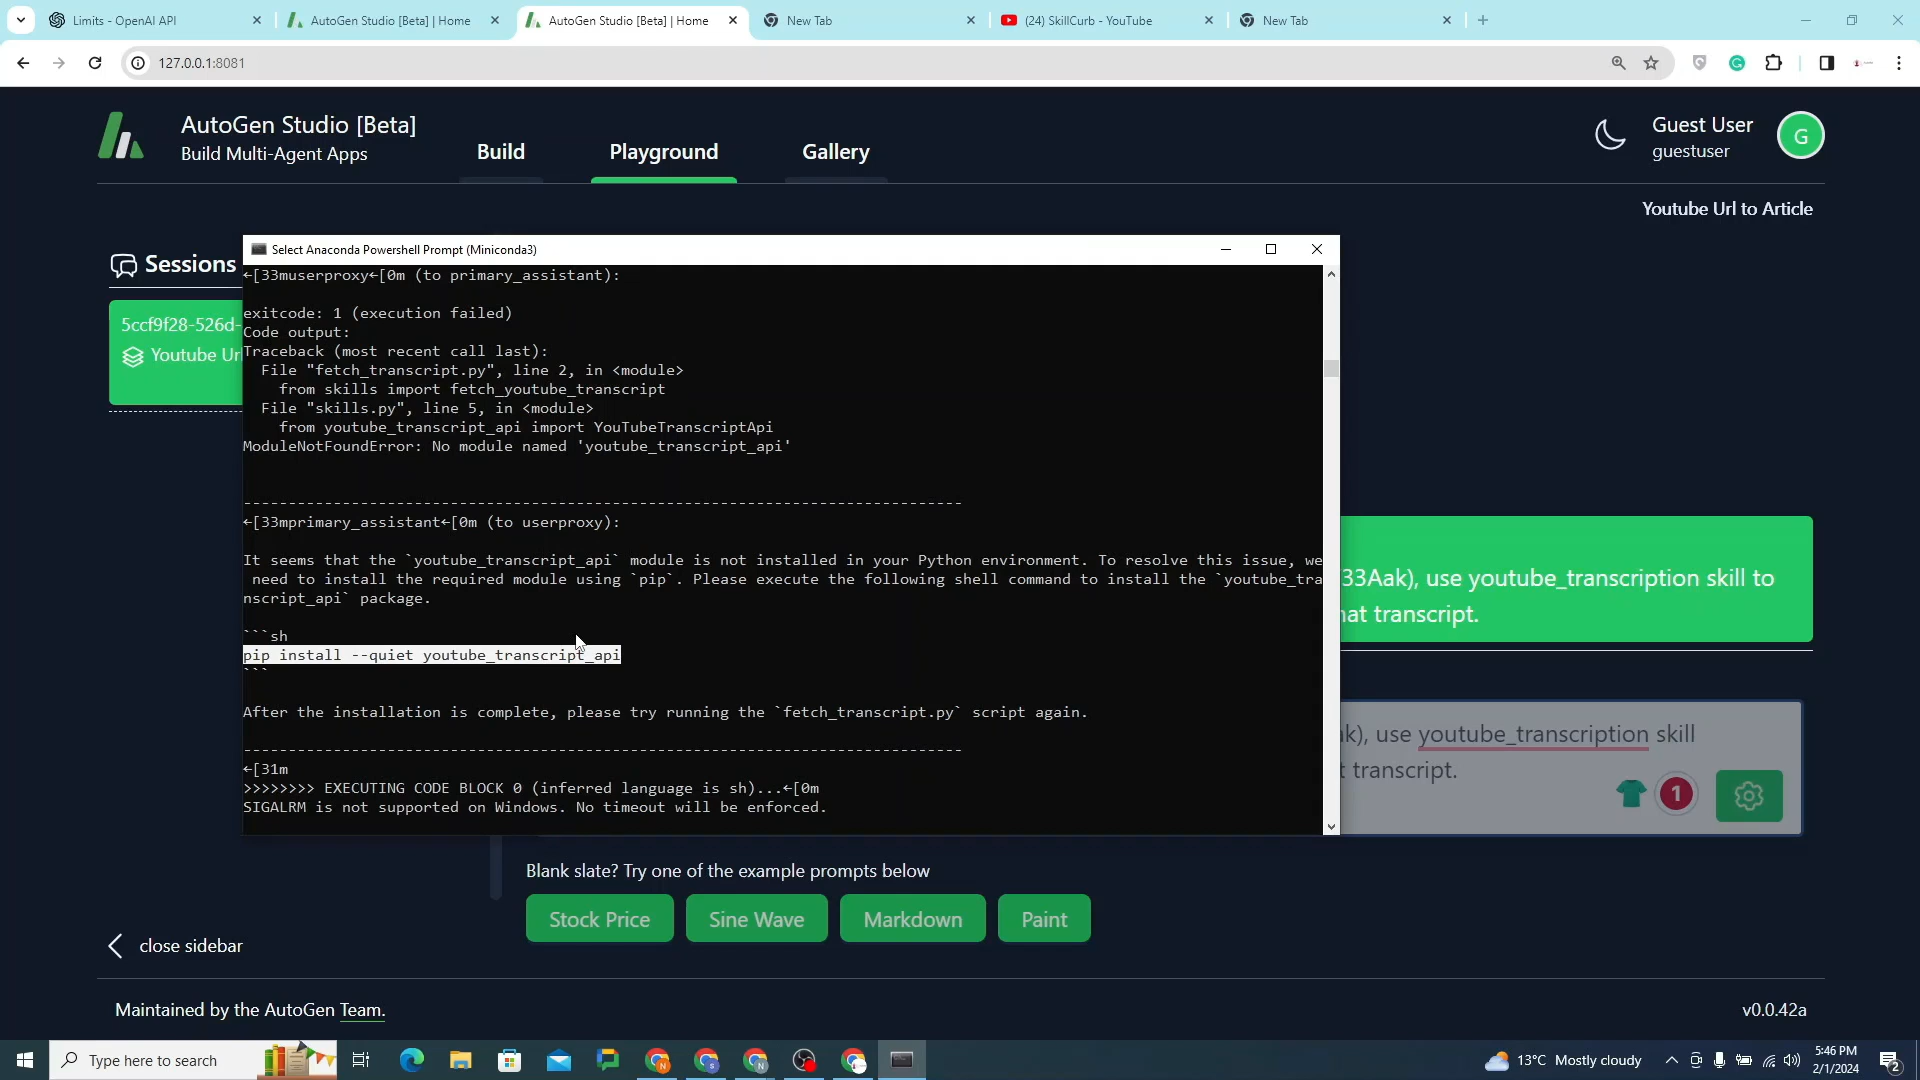 Limits - OpenAI API
AutoGen Studio [Beta] | Home
AutoGen Studio [Beta] | Home
New Tab
(24) SkillCurb - YouTube
New Tab
127.0.0.1:8081
AutoGen Studio [Beta]
Build Multi-Agent Apps
Build
Playground
Gallery
Guest User
guestuser
G
Youtube Url to Article
Sessions
5ccf9f28-526d-
Youtube Url
Select Anaconda Powershell Prompt (Miniconda3)
←[33muserproxy←[0m (to primary_assistant):
exitcode: 1 (execution failed)
Code output:
Traceback (most recent call last):
File "fetch_transcript.py", line 2, in <module>
from skills import fetch_youtube_transcript
File "skills.py", line 5, in <module>
from youtube_transcript_api import YouTubeTranscriptApi
ModuleNotFoundError: No module named 'youtube_transcript_api'
--------------------------------------------------------------------------------
←[33mprimary_assistant←[0m (to userproxy):
It seems that the `youtube_transcript_api` module is not installed in your Python environment. To resolve this issue, we
need to install the required module using `pip`. Please execute the following shell command to install the `youtube_tra
nscript_api` package.
```sh
pip install --quiet youtube_transcript_api
```
After the installation is complete, please try running the `fetch_transcript.py` script again.
--------------------------------------------------------------------------------
←[31m
>>>>>>>> EXECUTING CODE BLOCK 0 (inferred language is sh)...←[0m
SIGALRM is not supported on Windows. No timeout will be enforced.
33Aak), use youtube_transcription skill to
hat transcript.
ak), use youtube_transcription skill
t transcript.
1
Blank slate? Try one of the example prompts below
Stock Price
Sine Wave
Markdown
Paint
close sidebar
Maintained by the AutoGen Team.
v0.0.42a
Type here to search
13°C Mostly cloudy
5:46 PM
2/1/2024
2